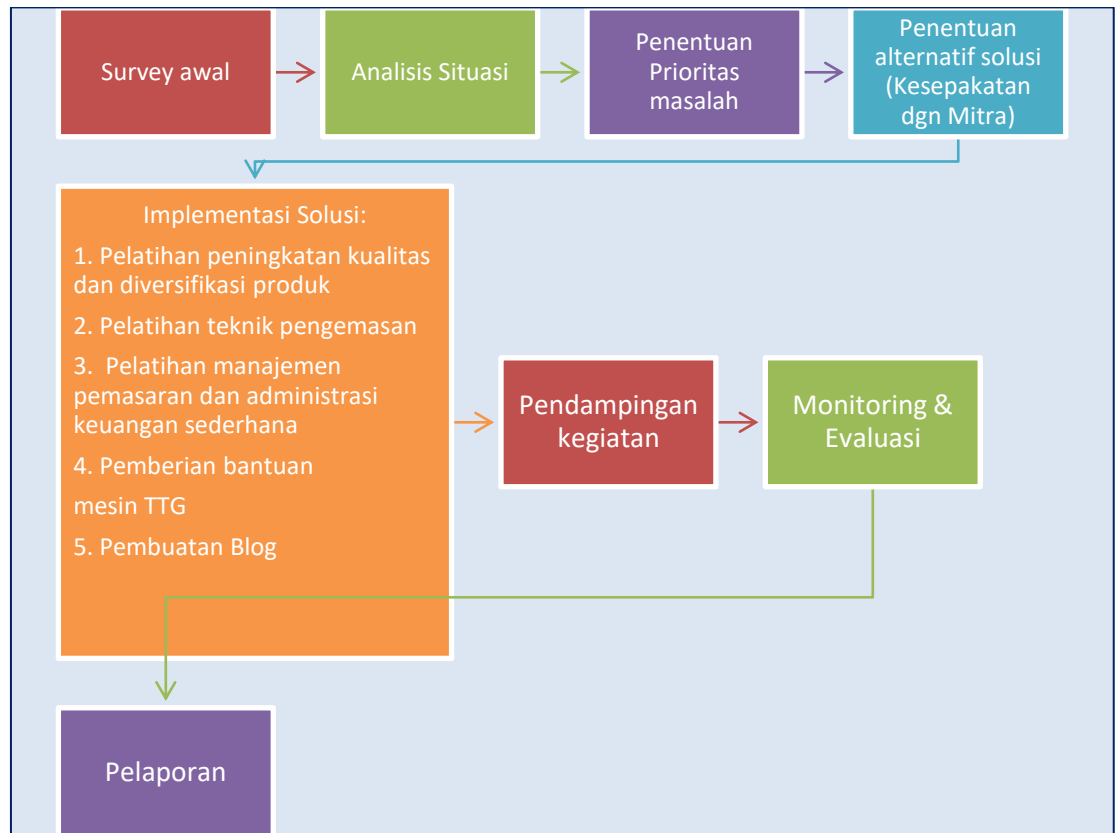 Survey awal
Analisis Situasi
Penentuan
Prioritas
masalah
Penentuan
alternatif solusi
(Kesepakatan
dgn Mitra)
Implementasi Solusi:
1. Pelatihan peningkatan kualitas
dan diversifikasi produk
2. Pelatihan teknik pengemasan
3. Pelatihan manajemen
pemasaran dan administrasi
keuangan sederhana
4. Pemberian bantuan
mesin TTG
5. Pembuatan Blog
Pendampingan
kegiatan
Monitoring &
Evaluasi
Pelaporan